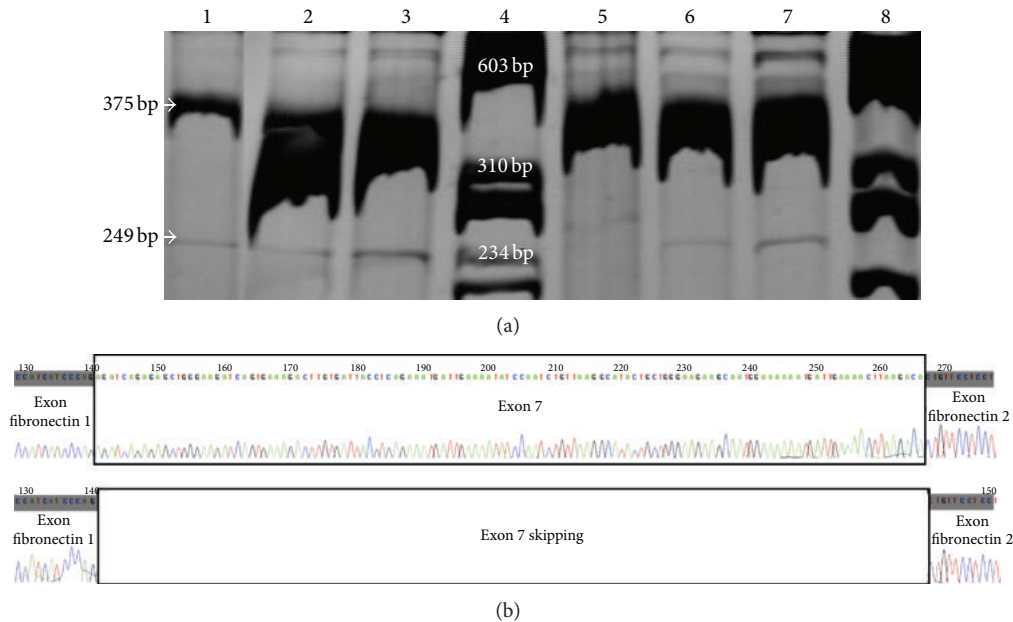 1 2 3 4 5 6 7 8
603 bp
375 bp
310 bp
249 bp
234 bp
(a)
130 140 150 160 170 180 190 200 210 220 230 240 250 260 270
Exon
fibronectin 1
Exon 7
Exon
fibronectin 2
130 140 150
Exon
fibronectin 1
Exon 7 skipping
Exon
fibronectin 2
(b)